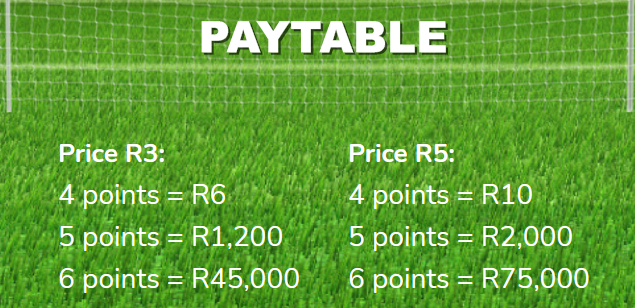 PAYTABLE
Price R3:
4 points = R6
5 points = R1,200
6 points = R45,000
Price R5:
4 points = R10
5 points = R2,000
6 points = R75,000